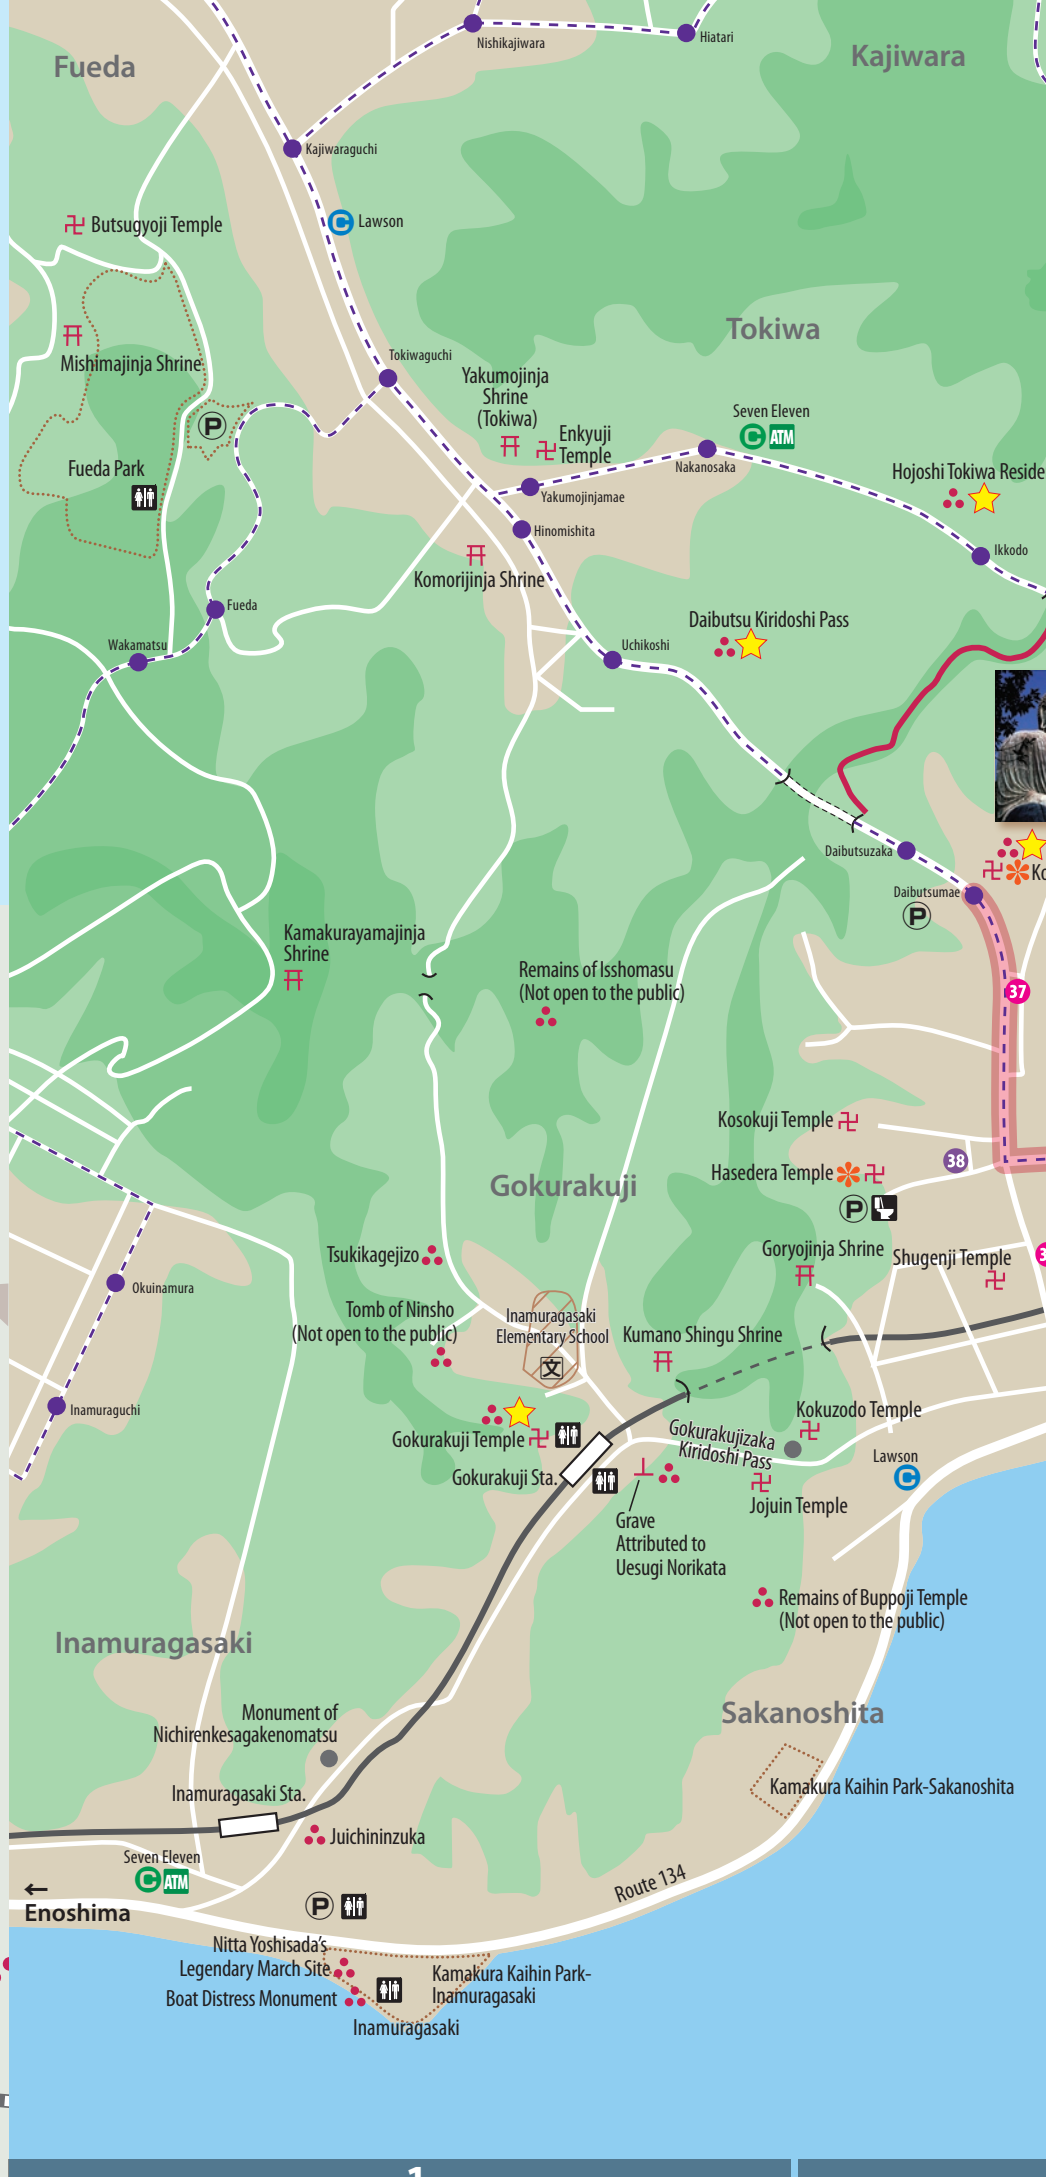 Nishikajiwara
Hiatari
Kajiwara
Fueda
Kajiwaraguchi
Lawson
Butsugyoji Temple
Tokiwa
Mishimajinja Shrine
Tokiwaguchi
Yakumojinja
Shrine
(Tokiwa)
Enkyuji
Temple
Seven Eleven
C ATM
Nakanosaka
P
Fueda Park
Hojoshi Tokiwa Reside
Yakumojinjamae
Hinomishita
Ikkodo
Komorijinja Shrine
Fueda
Daibutsu Kiridoshi Pass
Wakamatsu
Uchikoshi
Daibutsuzaka
Ko
Daibutsumae
P
Kamakurayamajinja
Shrine
Remains of Isshomasu
(Not open to the public)
37
Kosokuji Temple
38
Hasedera Temple
Gokurakuji
P
Goryojinja Shrine
Shugenji Temple
3
Tsukikagejizo
Okuinamura
Tomb of Ninsho
(Not open to the public)
Inamuragasaki
Elementary School
文
Kumano Shingu Shrine
Inamuraguchi
Kokuzodo Temple
Gokurakuji Temple
Gokurakujizaka
Kiridoshi Pass
Lawson
C
Gokurakuji Sta.
Jojuin Temple
Grave
Attributed to
Uesugi Norikata
Remains of Buppoji Temple
(Not open to the public)
Inamuragasaki
Monument of
Nichirenkesagakenomatsu
Sakanoshita
Inamuragasaki Sta.
Kamakura Kaihin Park-Sakanoshita
Juichininzuka
Seven Eleven
C ATM
←
Enoshima
P
Route 134
Nitta Yoshisada's
Legendary March Site
Boat Distress Monument
Kamakura Kaihin Park-
Inamuragasaki
Inamuragasaki
1